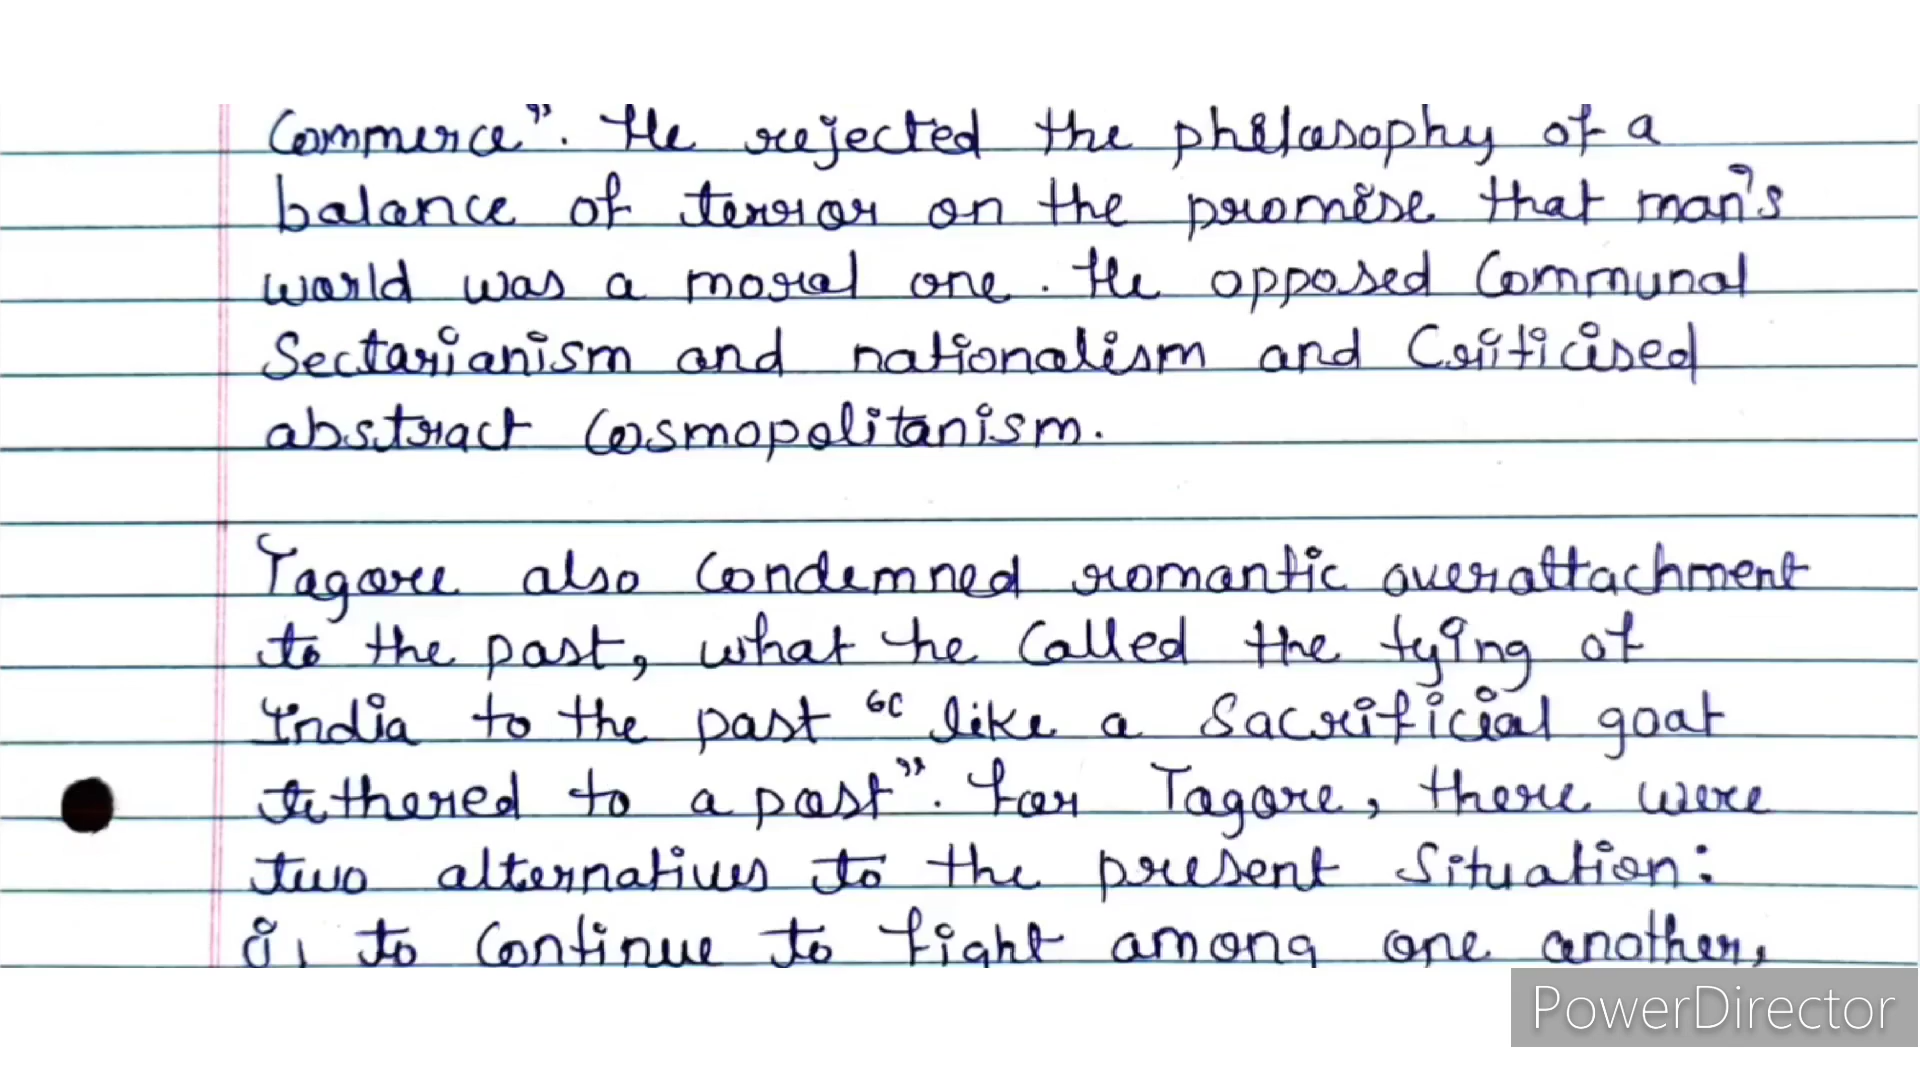 Commerce". He rejected the philosophy of a
balance of terror on the promise that man's
world was a moral one. He opposed Communal
Sectarianism and nationalism and Criticised
abstract Cosmopolitanism.
Tagore also Condemned romantic overattachment
to the past, what he Called the tying of
India to the past "like a Sacrificial goat
tethered to a post". For Tagore, there were
two alternatives to the present Situation:
i, to Continue to fight among one another,
PowerDirector